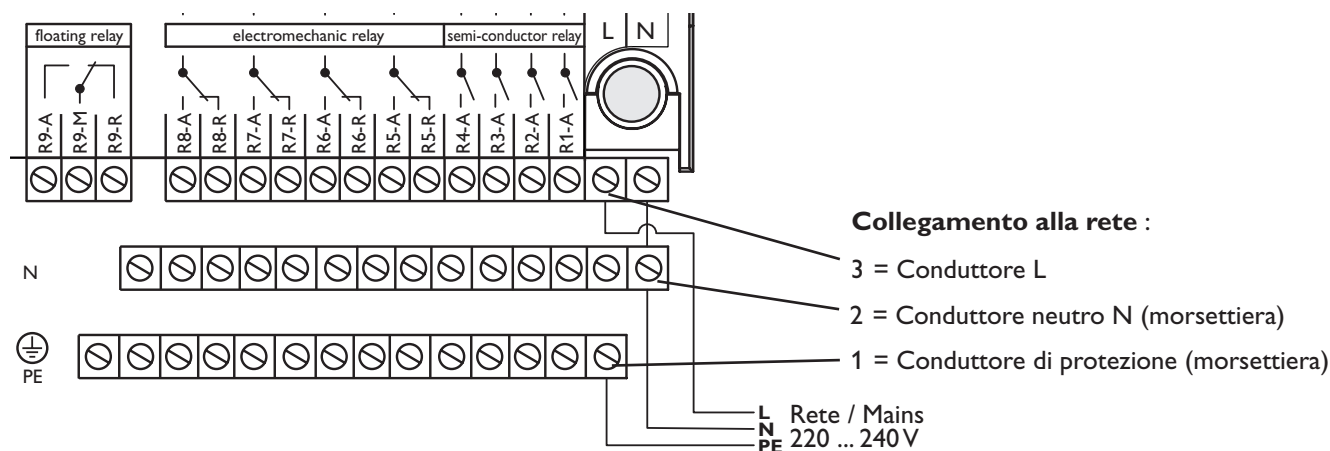 floating relay
electromechanic relay
semi-conductor relay
L N
R9-A R9-M R9-R
R8-A R8-R R7-A R7-R R6-A R6-R R5-A R5-R R4-A R3-A R2-A R1-A
Collegamento alla rete :
3 = Conduttore L
N
2 = Conduttore neutro N (morsettiera)
1 = Conduttore di protezione (morsettiera)
PE
L Rete / Mains
N
PE 220 ... 240 V